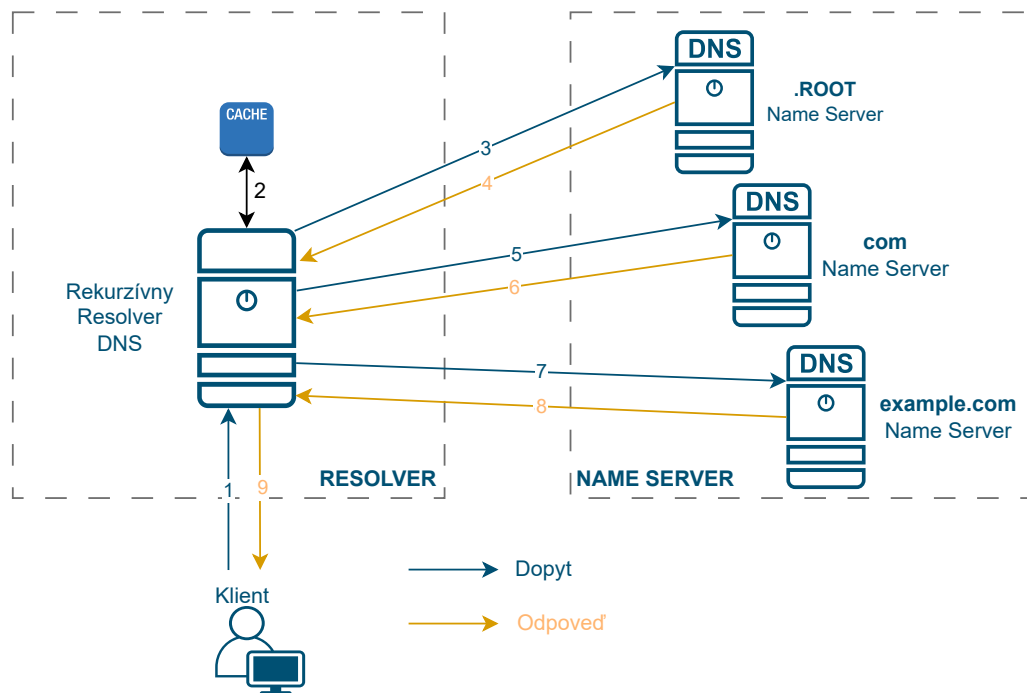 DNS
.ROOT
Name Server
CACHE
3
4
2
DNS
com
Name Server
5
6
Rekurzívny
Resolver
DNS
DNS
7
example.com
Name Server
8
RESOLVER
NAME SERVER
1
9
Dopyt
Klient
Odpoveď